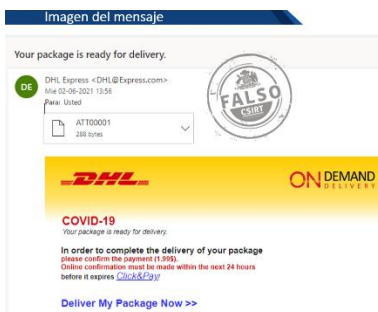 Imagen del mensaje
Your package is ready for delivery.
DE
DHL Express <DHL@Express.com>
Mié 02-06-2021 13:56
Para: Usted
ATT00001
288 bytes
FALSO
CSIRT
DHL
ON DEMAND
DELIVERY
COVID-19
Your package is ready for delivery.
In order to complete the delivery of your package
please confirm the payment (1.99$).
Online confirmation must be made within the next 24 hours
before it expires Click&Pay!
Deliver My Package Now >>